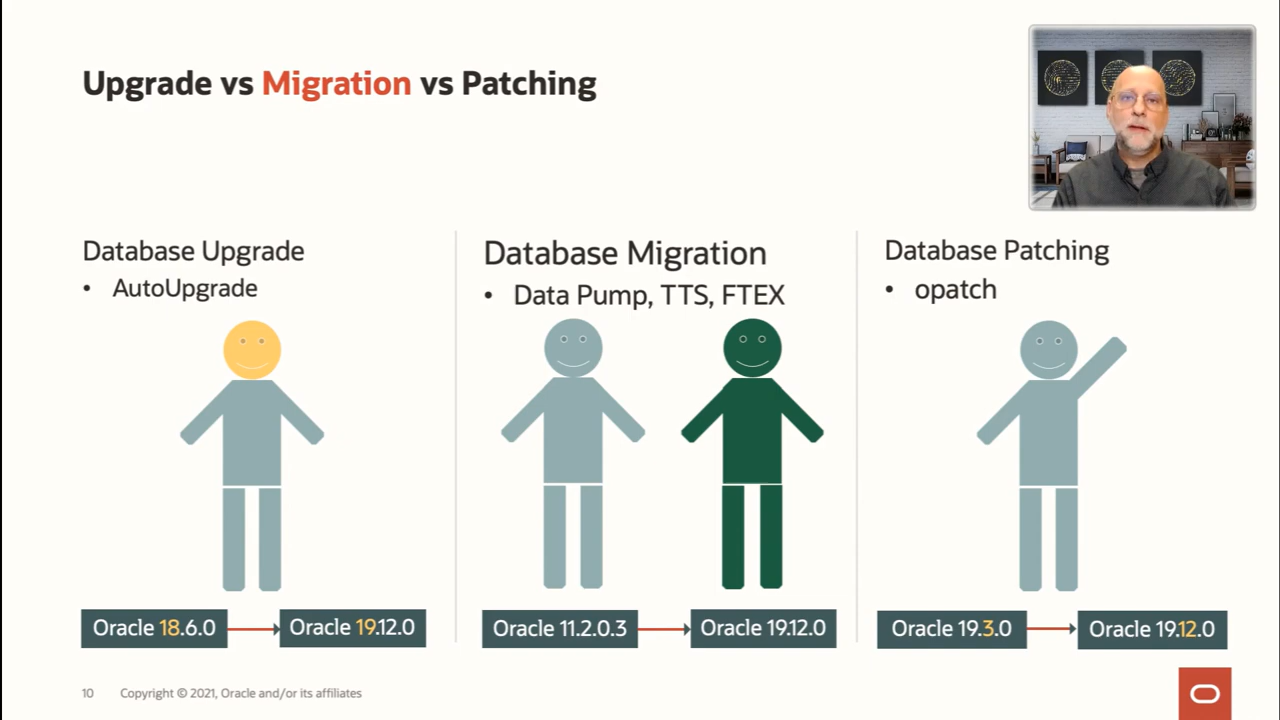 Upgrade vs Migration vs Patching
Database Upgrade
• AutoUpgrade
Oracle 18.6.0
Oracle 19.12.0
Database Migration
• Data Pump, TTS, FTEX
Oracle 11.2.0.3
Oracle 19.12.0
Database Patching
• opatch
Oracle 19.3.0
Oracle 19.12.0
10 Copyright © 2021, Oracle and/or its affiliates